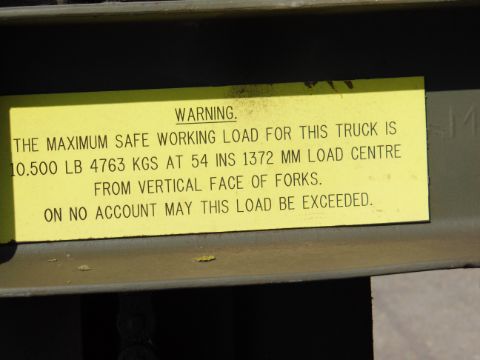 WARNING.
THE MAXIMUM SAFE WORKING LOAD FOR THIS TRUCK IS
10.500 LB 4763 KGS AT 54 INS 1372 MM LOAD CENTRE
FROM VERTICAL FACE OF FORKS.
ON NO ACCOUNT MAY THIS LOAD BE EXCEEDED.